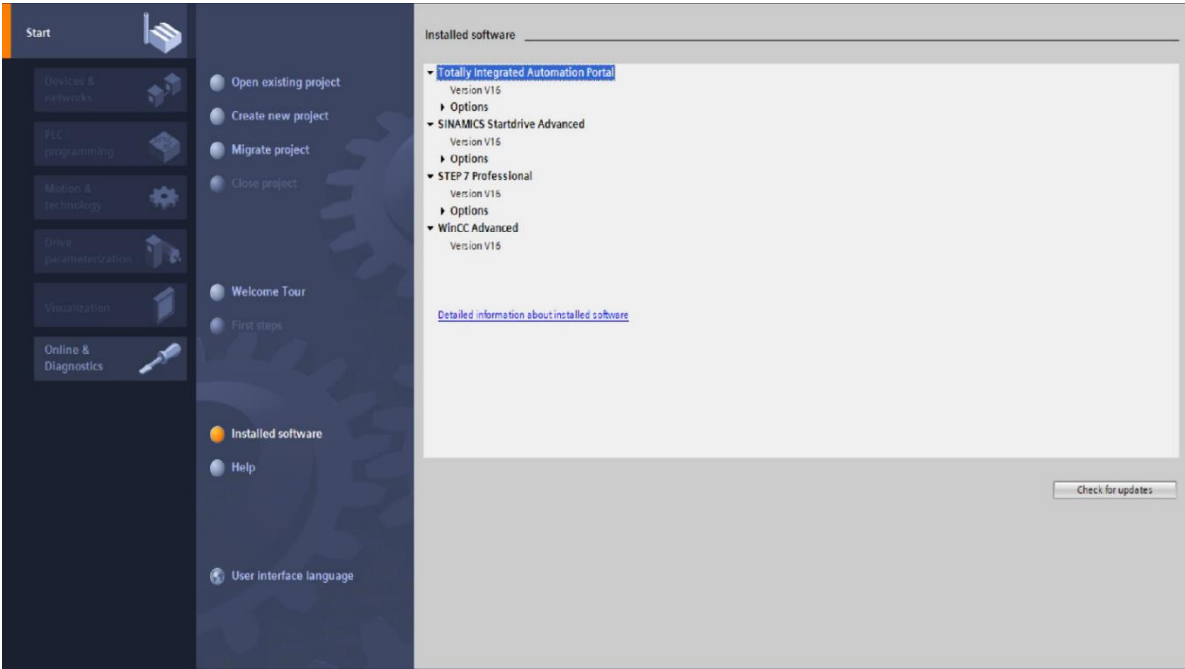 Start
Devices &
networks
PLC
programming
Motion &
technology
Drive
parameterization
Visualization
Online &
Diagnostics
Open existing project
Create new project
Migrate project
Close project
Welcome Tour
First steps
Installed software
Help
User interface language
Installed software
Totally Integrated Automation Portal
Version V16
Options
SINAMICS Startdrive Advanced
Version V16
Options
STEP 7 Professional
Version V16
Options
WinCC Advanced
Version V16
Detailed information about installed software
Check for updates